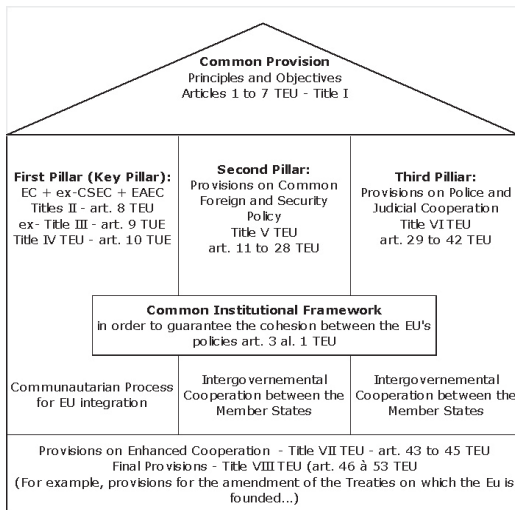 Common Provision
Principles and Objectives
Articles 1 to 7 TEU - Title I
First Pillar (Key Pillar):
EC + ex-CSEC + EAEC
Titles II - art. 8 TEU
ex- Title III - art. 9 TUE
Title IV TEU - art. 10 TUE
Second Pillar:
Provisions on Common
Foreign and Security
Policy
Title V TEU
art. 11 to 28 TEU
Third Pilliar:
Provisions on Police and
Judicial Cooperation
Title VI TEU
art. 29 to 42 TEU
Common Institutional Framework
in order to guarantee the cohesion between the EU's
policies art. 3 al. 1 TEU
Communautarian Process
for EU integration
Intergovernemental
Cooperation between the
Member States
Intergovernemental
Cooperation between the
Member States
Provisions on Enhanced Cooperation - Title VII TEU - art. 43 to 45 TEU
Final Provisions - Title VIII TEU (art. 46 à 53 TEU
(For example, provisions for the amendment of the Treaties on which the Eu is
founded...)